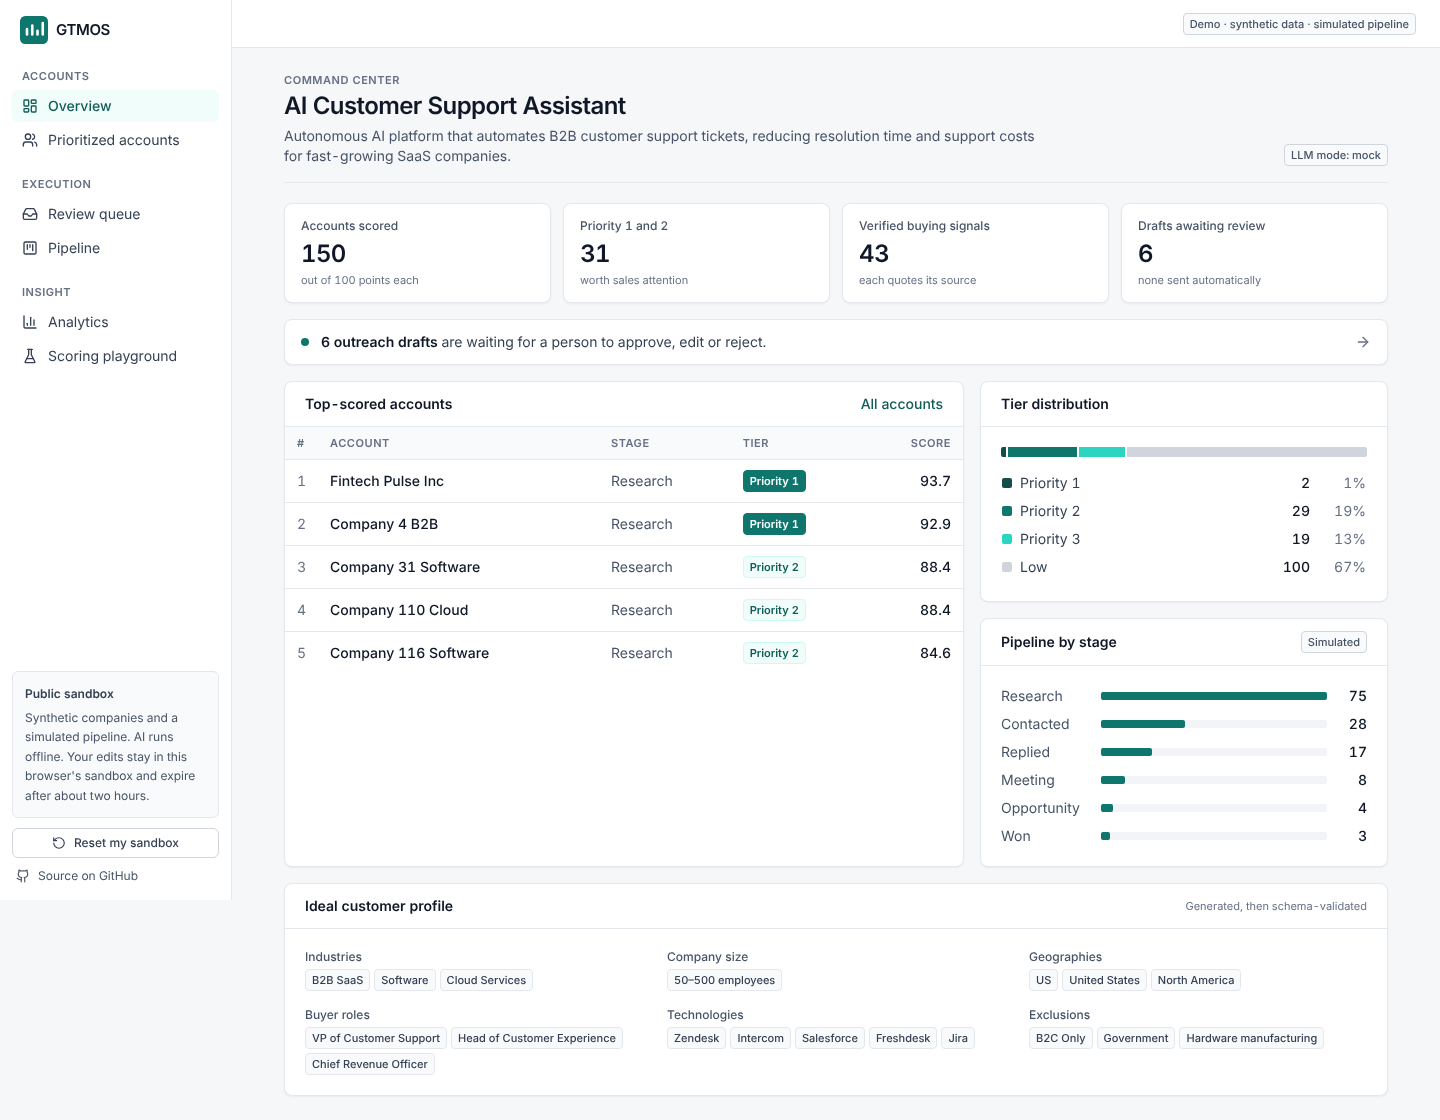 GTMOS
Demo · synthetic data · simulated pipeline
ACCOUNTS
Overview
Prioritized accounts
EXECUTION
Review queue
Pipeline
INSIGHT
Analytics
Scoring playground
Public sandbox
Synthetic companies and a
simulated pipeline. AI runs
offline. Your edits stay in this
browser's sandbox and expire
after about two hours.
Reset my sandbox
Source on GitHub
COMMAND CENTER
AI Customer Support Assistant
Autonomous AI platform that automates B2B customer support tickets, reducing resolution time and support costs
for fast-growing SaaS companies.
LLM mode: mock
Accounts scored
150
out of 100 points each
Priority 1 and 2
31
worth sales attention
Verified buying signals
43
each quotes its source
Drafts awaiting review
6
none sent automatically
6 outreach drafts are waiting for a person to approve, edit or reject.
Top-scored accounts All accounts
# ACCOUNT STAGE TIER SCORE
1 Fintech Pulse Inc Research Priority 1 93.7
2 Company 4 B2B Research Priority 1 92.9
3 Company 31 Software Research Priority 2 88.4
4 Company 110 Cloud Research Priority 2 88.4
5 Company 116 Software Research Priority 2 84.6
Tier distribution
Priority 1 2 1%
Priority 2 29 19%
Priority 3 19 13%
Low 100 67%
Pipeline by stage Simulated
Research 75
Contacted 28
Replied 17
Meeting 8
Opportunity 4
Won 3
Ideal customer profile Generated, then schema-validated
Industries
B2B SaaS Software Cloud Services
Company size
50–500 employees
Geographies
US United States North America
Buyer roles
VP of Customer Support Head of Customer Experience
Chief Revenue Officer
Technologies
Zendesk Intercom Salesforce Freshdesk Jira
Exclusions
B2C Only Government Hardware manufacturing